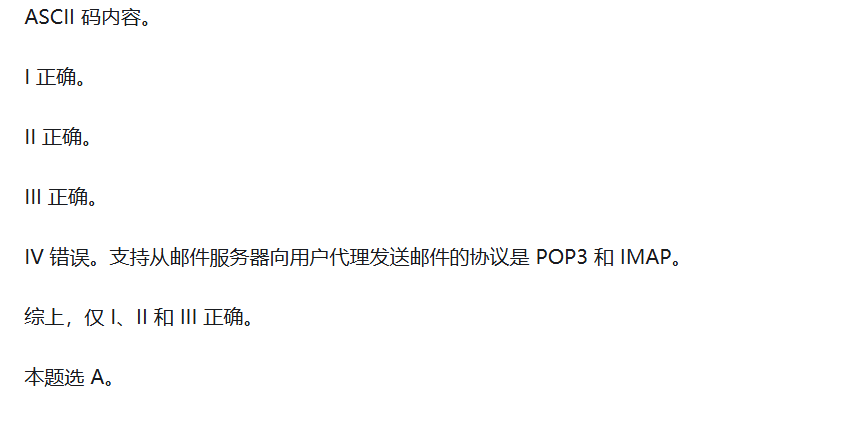 ASCII 码内容。
I 正确。
II 正确。
III 正确。
IV 错误。支持从邮件服务器向用户代理发送邮件的协议是 POP3 和 IMAP。
综上，仅 I、II 和 III 正确。
本题选 A。